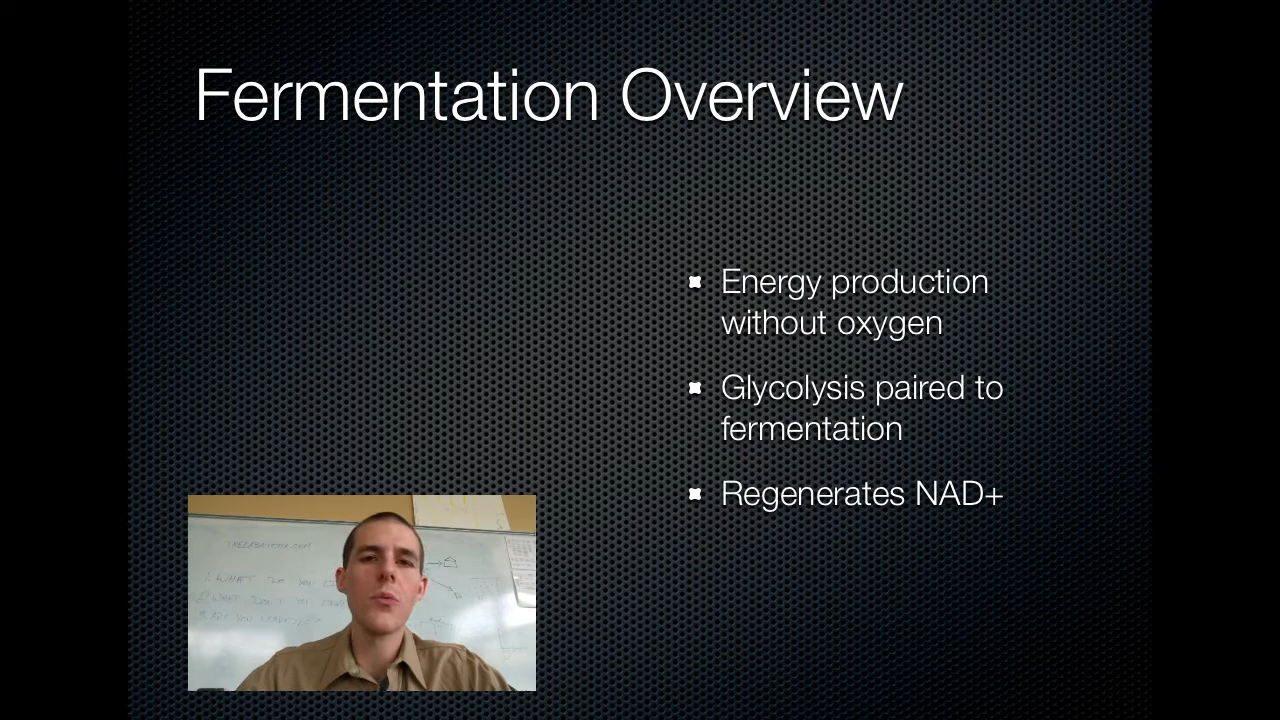 Fermentation Overview
Energy production
without oxygen
Glycolysis paired to
fermentation
Regenerates NAD+